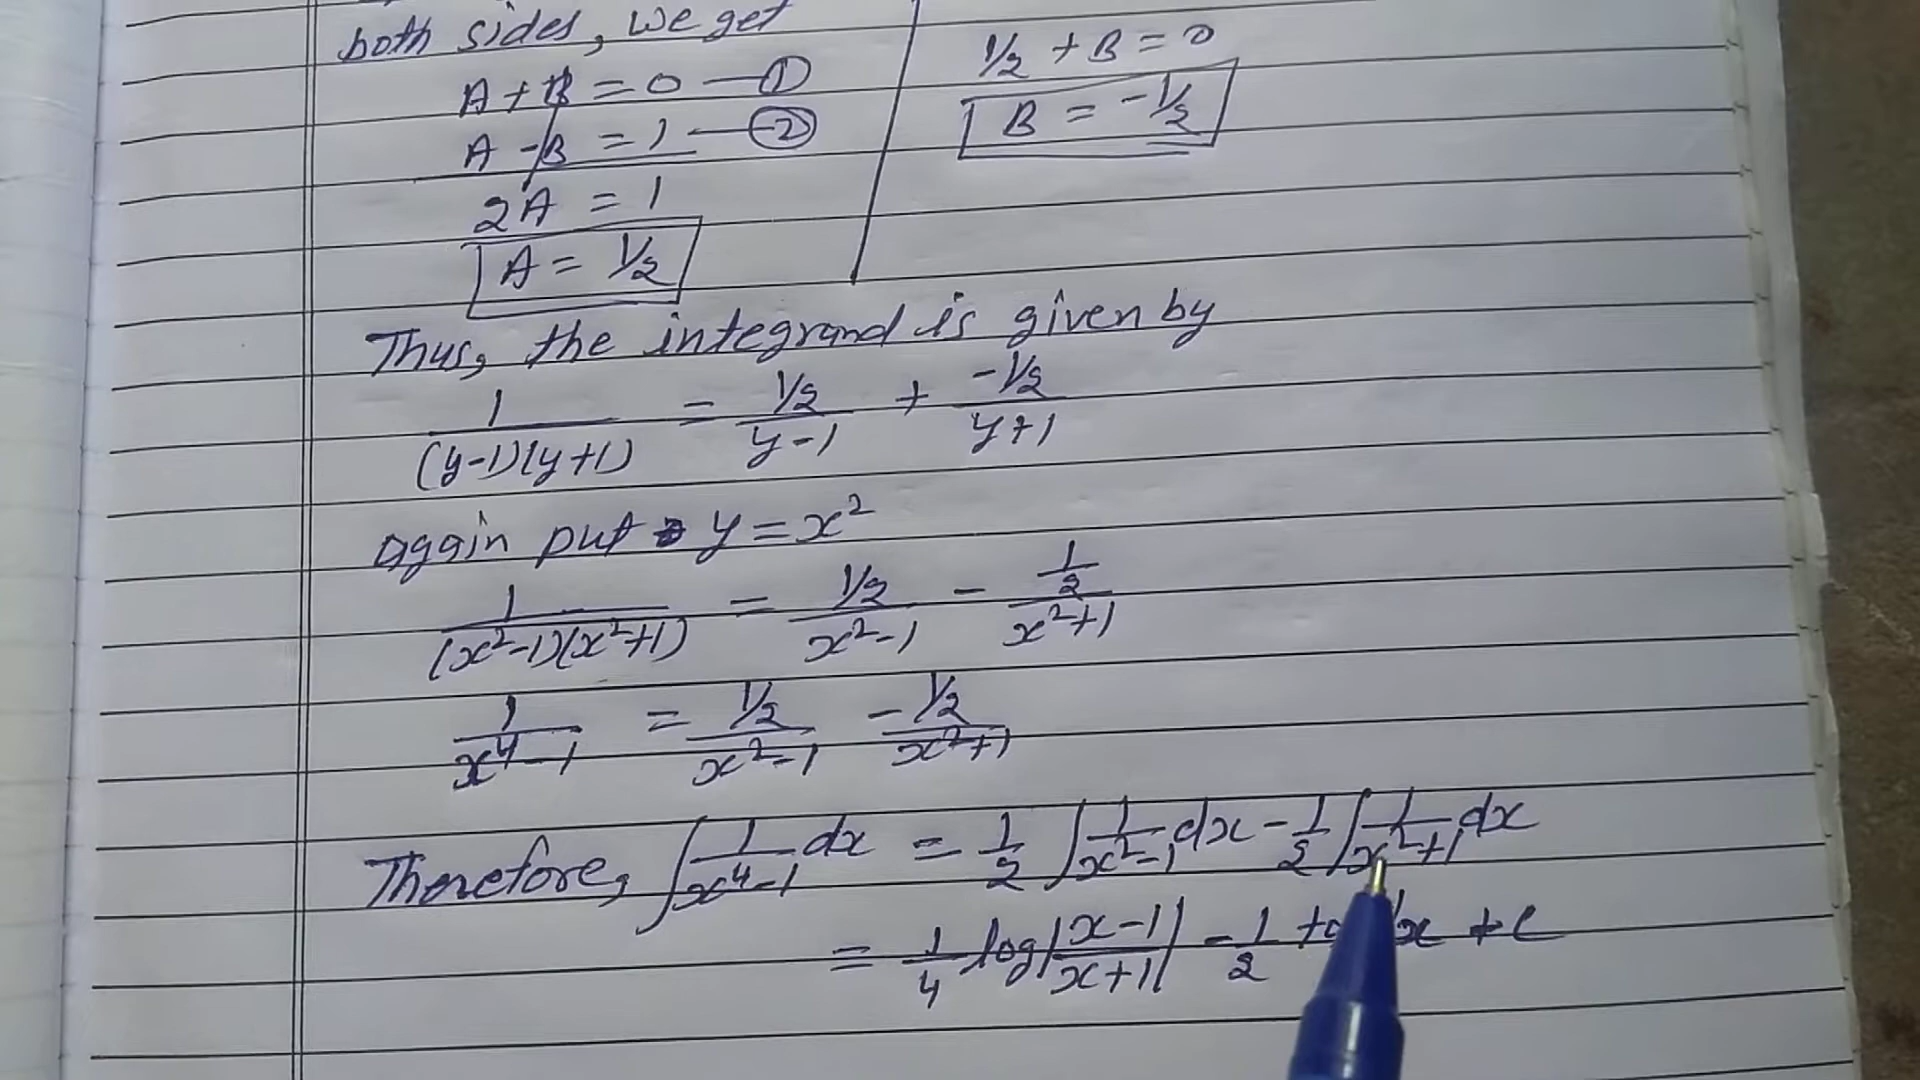 both sides, we get
A + B = 0 — ①
A - B = 1 — ②
2A = 1
A = 1/2
1/2 + B = 0
B = -1/2
Thus, the integrand is given by
1/((y-1)(y+1)) = (1/2)/(y-1) + (-1/2)/(y+1)
again put y = x²
1/((x²-1)(x²+1)) = (1/2)/(x²-1) - (1/2)/(x²+1)
1/(x⁴-1) = (1/2)/(x²-1) - (1/2)/(x²+1)
Therefore, ∫ 1/(x⁴-1) dx = 1/2 ∫ 1/(x²-1) dx - 1/2 ∫ 1/(x²+1) dx
= 1/4 log |(x-1)/(x+1)| - 1/2 x + c